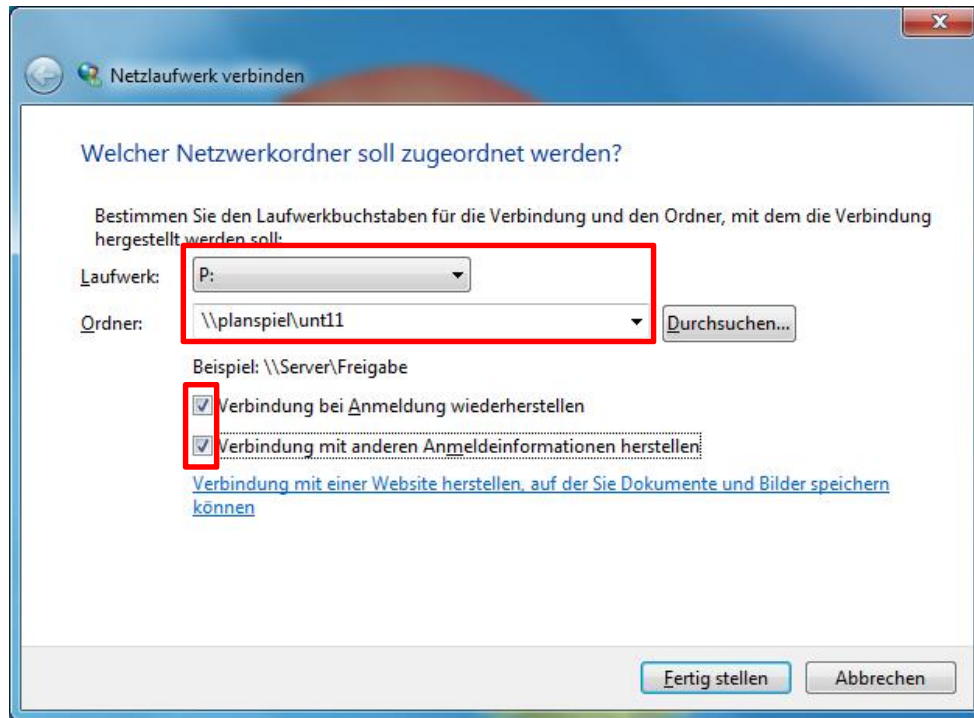 Netzlaufwerk verbinden
Welcher Netzwerkordner soll zugeordnet werden?
Bestimmen Sie den Laufwerkbuchstaben für die Verbindung und den Ordner, mit dem die Verbindung
hergestellt werden soll:
Laufwerk: P:
Ordner: \\planspiel\unt11 Durchsuchen...
Beispiel: \\Server\Freigabe
Verbindung bei Anmeldung wiederherstellen
Verbindung mit anderen Anmeldeinformationen herstellen
Verbindung mit einer Website herstellen, auf der Sie Dokumente und Bilder speichern
können
Fertig stellen Abbrechen